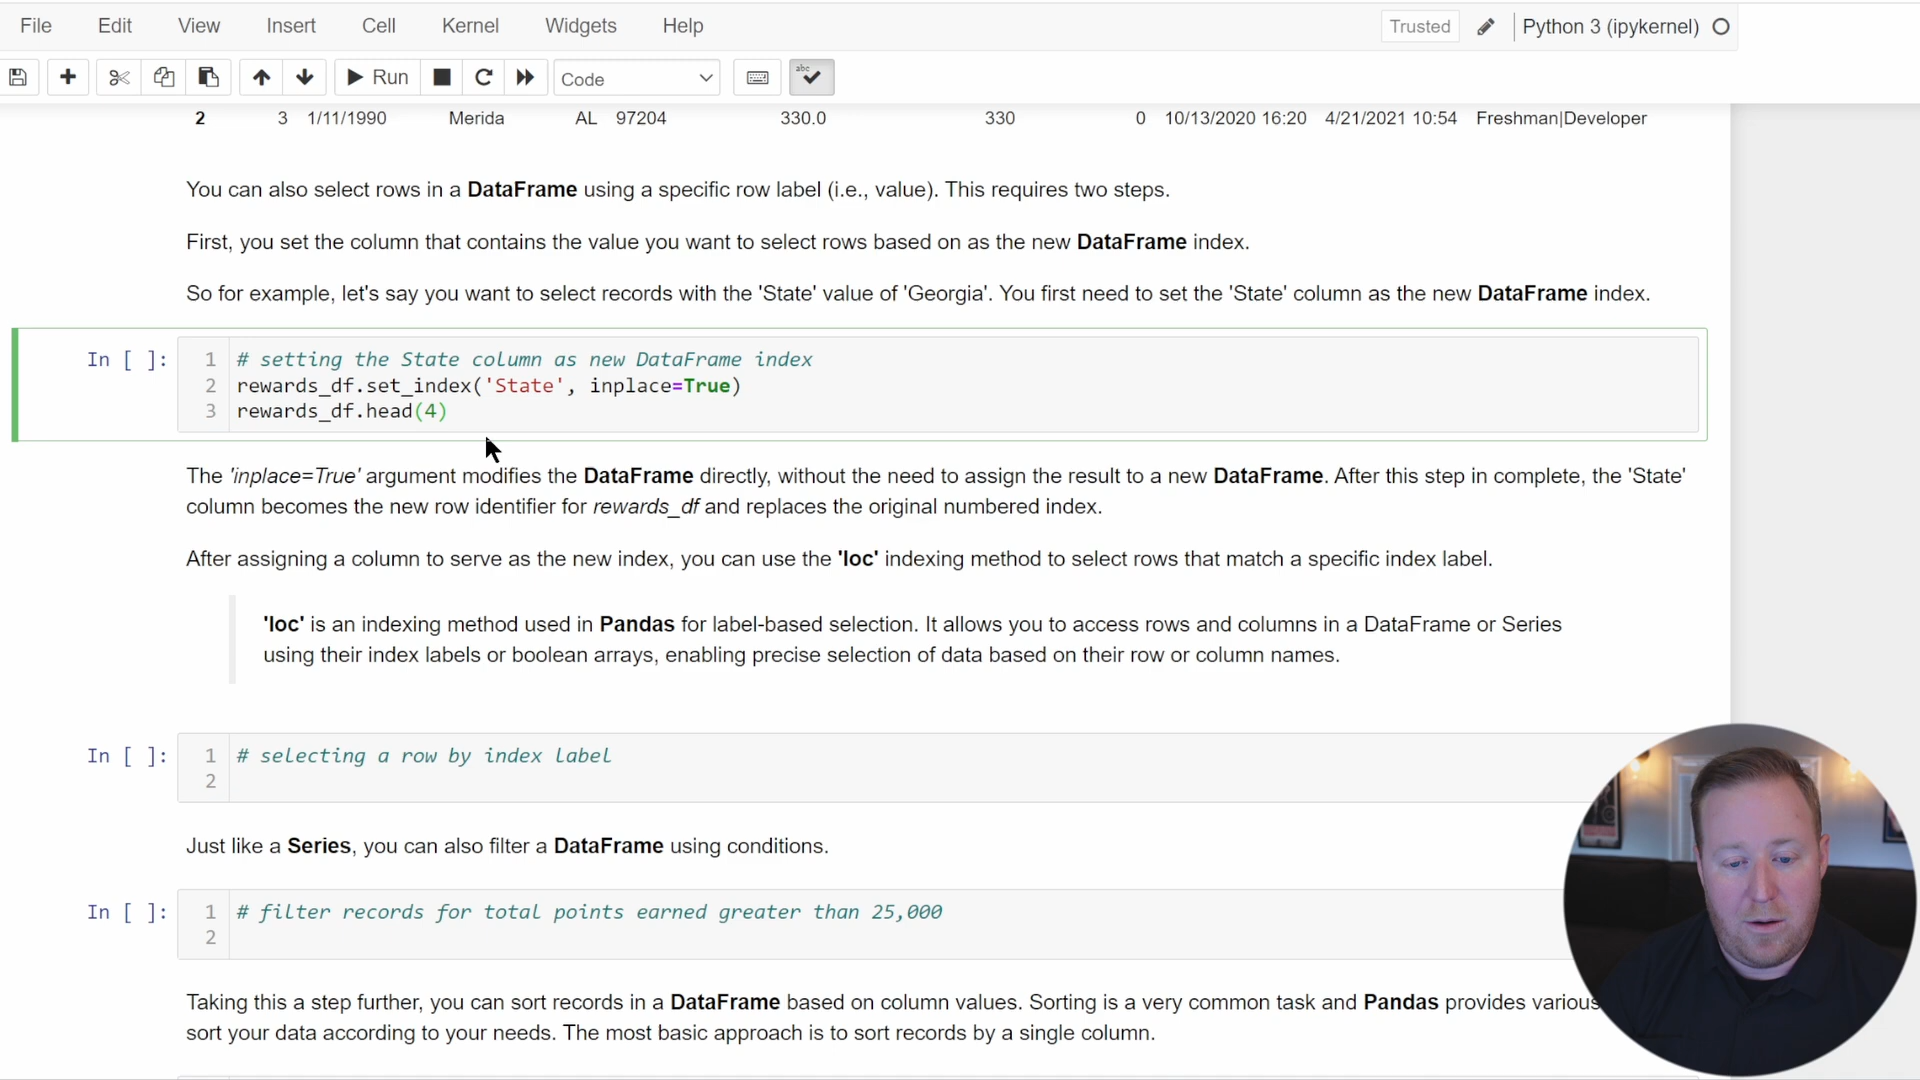 File Edit View Insert Cell Kernel Widgets Help Trusted Python 3 (ipykernel)
Run Code abc
2 3 1/11/1990 Merida AL 97204 330.0 330 0 10/13/2020 16:20 4/21/2021 10:54 Freshman|Developer
You can also select rows in a DataFrame using a specific row label (i.e., value). This requires two steps.
First, you set the column that contains the value you want to select rows based on as the new DataFrame index.
So for example, let's say you want to select records with the 'State' value of 'Georgia'. You first need to set the 'State' column as the new DataFrame index.
In [ ]: 1 # setting the State column as new DataFrame index
2 rewards_df.set_index('State', inplace=True)
3 rewards_df.head(4)
The 'inplace=True' argument modifies the DataFrame directly, without the need to assign the result to a new DataFrame. After this step in complete, the 'State'
column becomes the new row identifier for rewards_df and replaces the original numbered index.
After assigning a column to serve as the new index, you can use the 'loc' indexing method to select rows that match a specific index label.
'loc' is an indexing method used in Pandas for label-based selection. It allows you to access rows and columns in a DataFrame or Series
using their index labels or boolean arrays, enabling precise selection of data based on their row or column names.
In [ ]: 1 # selecting a row by index label
2
Just like a Series, you can also filter a DataFrame using conditions.
In [ ]: 1 # filter records for total points earned greater than 25,000
2
Taking this a step further, you can sort records in a DataFrame based on column values. Sorting is a very common task and Pandas provides various
sort your data according to your needs. The most basic approach is to sort records by a single column.